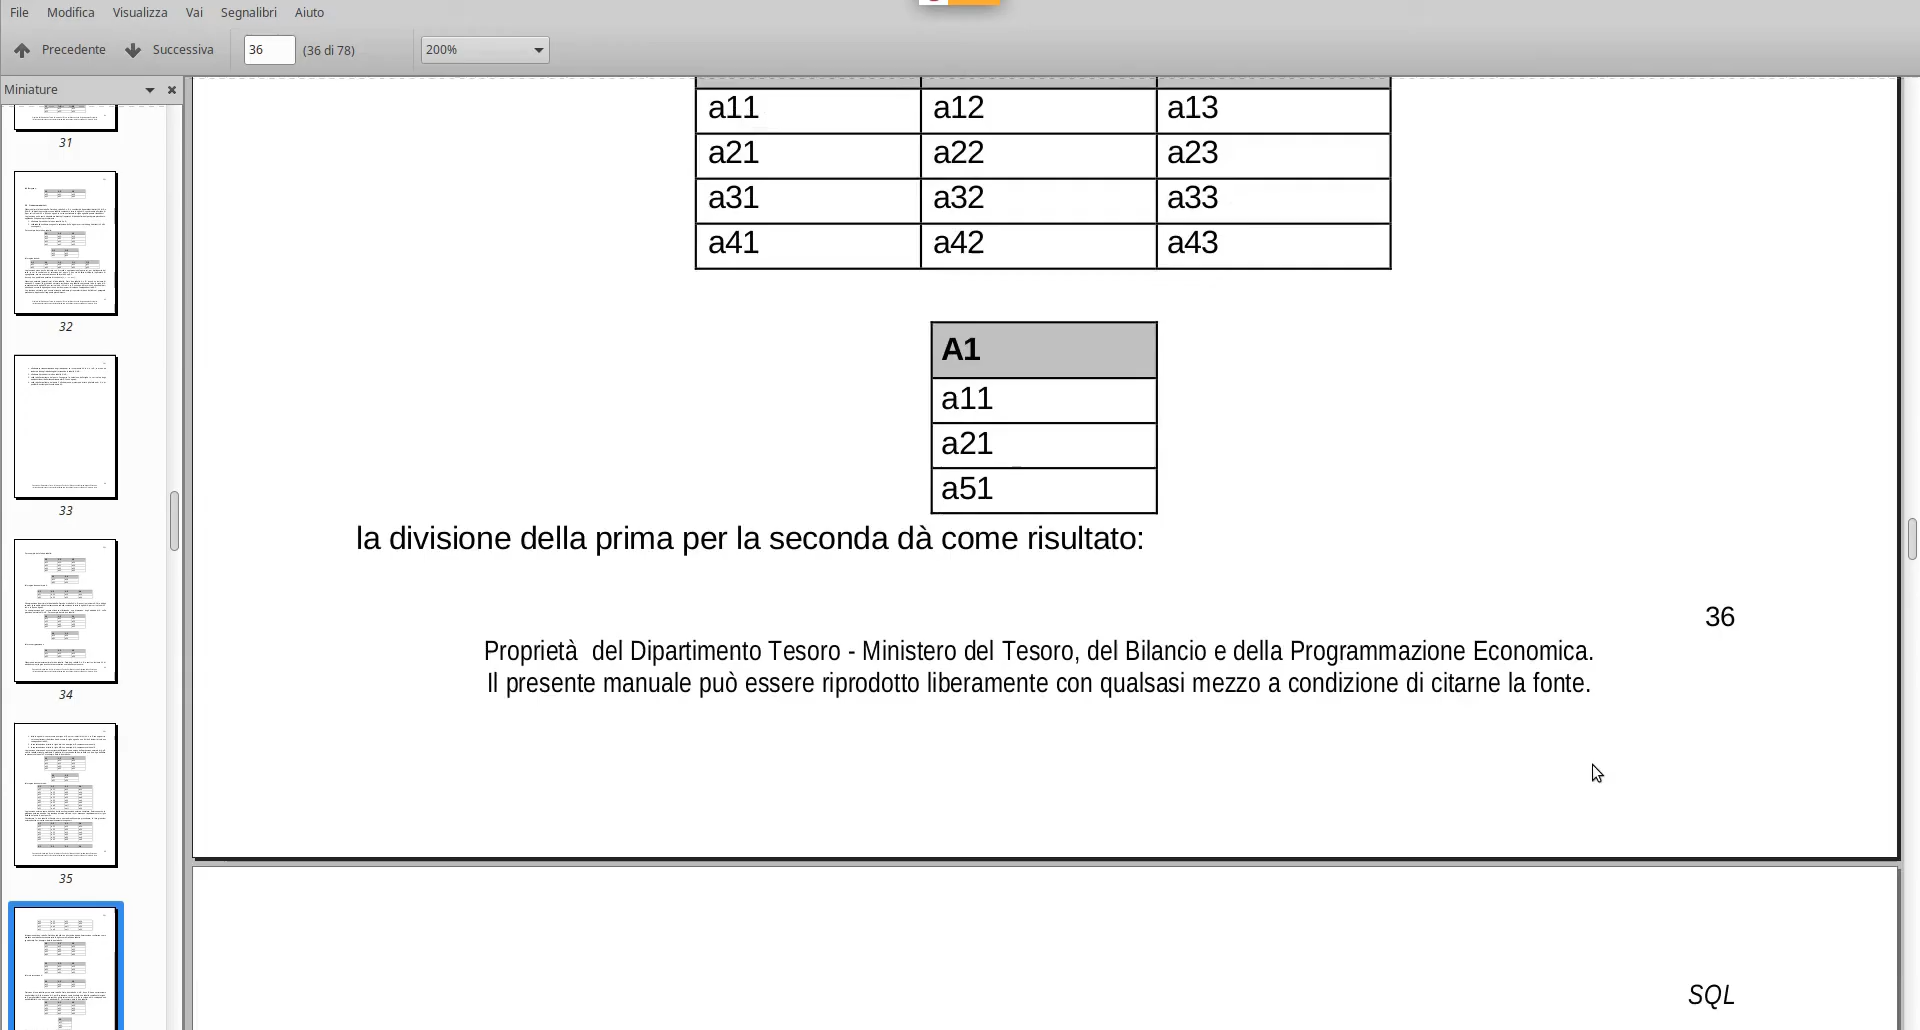 File Modifica Visualizza Vai Segnalibri Aiuto
Precedente Successiva 36 (36 di 78) 200%
Miniature
31
32
33
34
35
a11 a12 a13
a21 a22 a23
a31 a32 a33
a41 a42 a43
A1
a11
a21
a51
la divisione della prima per la seconda dà come risultato:
36
Proprietà del Dipartimento Tesoro - Ministero del Tesoro, del Bilancio e della Programmazione Economica.
Il presente manuale può essere riprodotto liberamente con qualsasi mezzo a condizione di citarne la fonte.
SQL